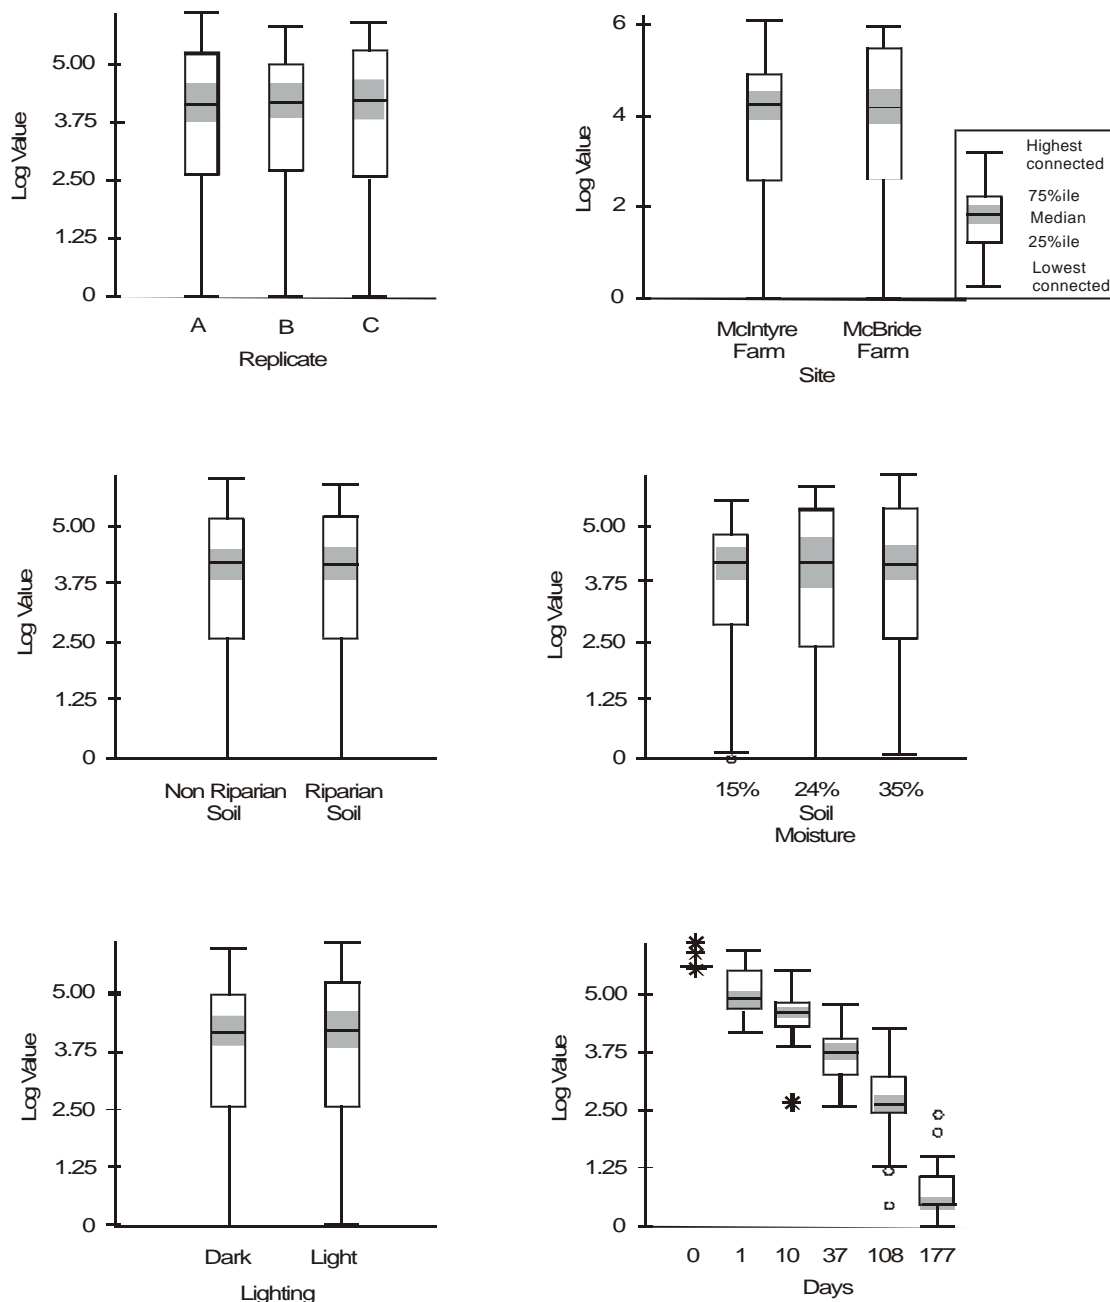 Log Value
5.00
3.75
2.50
1.25
0
A B C
Replicate
Log Value
6
4
2
0
McIntyre
Farm
McBride
Farm
Site
Highest
connected
75%ile
Median
25%ile
Lowest
connected
Log Value
5.00
3.75
2.50
1.25
0
Non Riparian
Soil
Riparian
Soil
Log Value
5.00
3.75
2.50
1.25
0
15% 24% 35%
Soil
Moisture
Log Value
5.00
3.75
2.50
1.25
0
Dark Light
Lighting
Log Value
5.00
3.75
2.50
1.25
0
0 1 10 37 108 177
Days